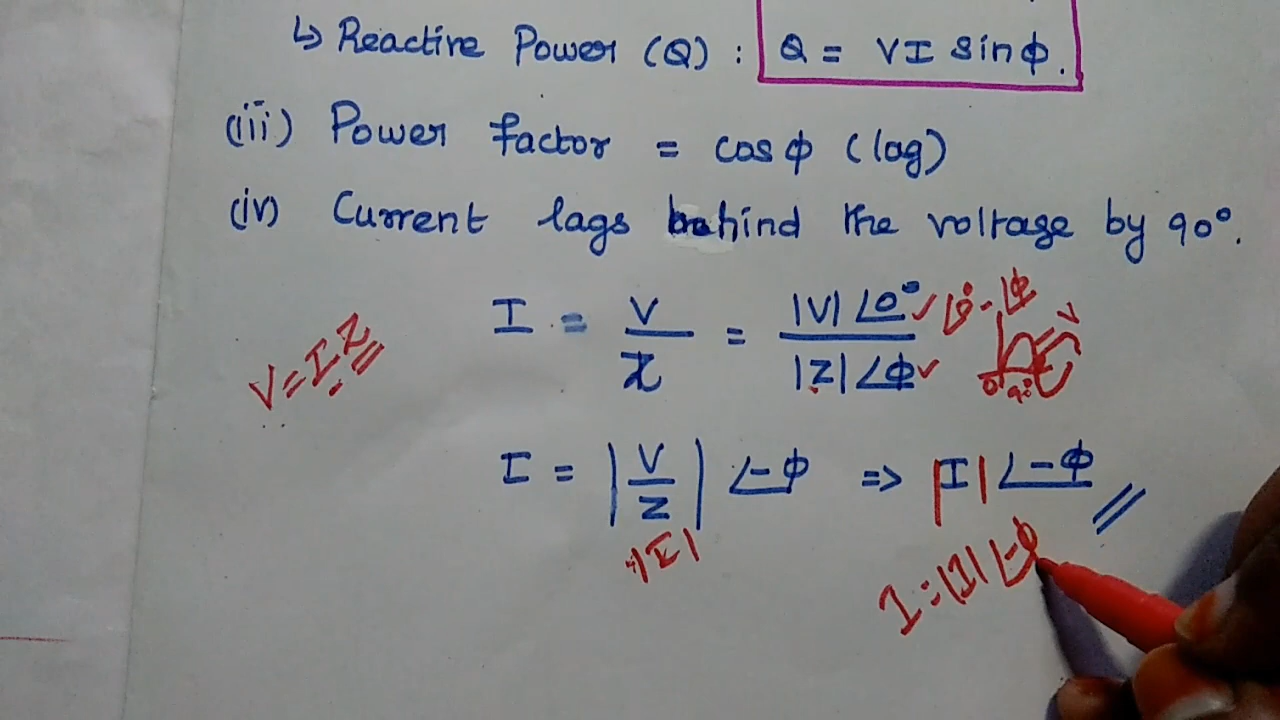 ↳ Reactive Power (Q) : Q = VI sinϕ.
(iii) Power factor = cosϕ (lag)
(iv) Current lags behind the voltage by 90°.
I = V/Z = |V| ∠0° / |Z| ∠ϕ
V = IZ
I = |V/Z| ∠-ϕ ⇒ |I| ∠-ϕ
|I|
I = |I| ∠-ϕ